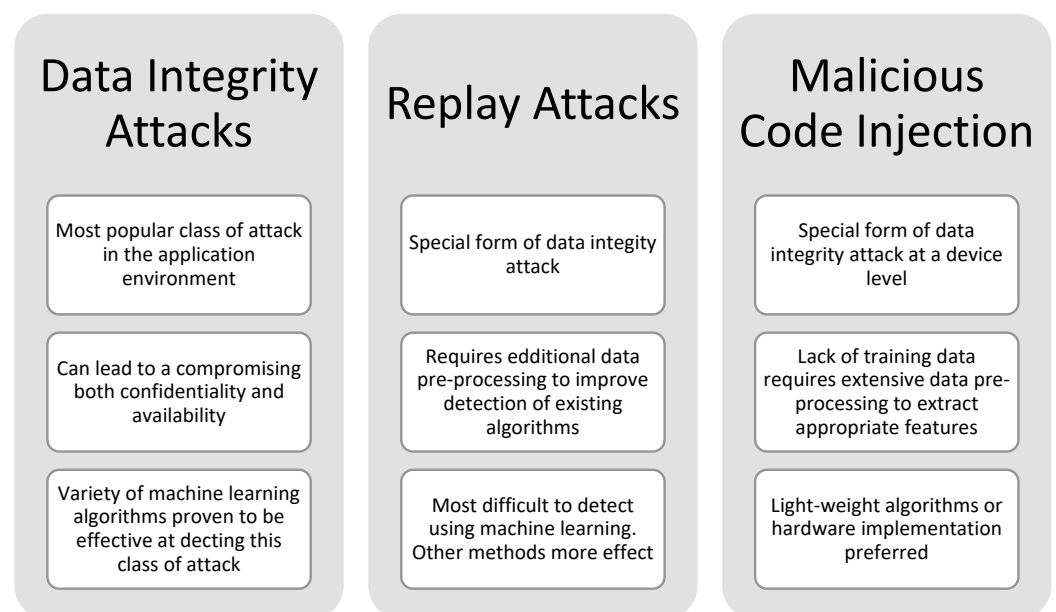 Data Integrity
Attacks
Most popular class of attack
in the application
environment
Can lead to a compromising
both confidentiality and
availability
Variety of machine learning
algorithms proven to be
effective at decting this
class of attack
Replay Attacks
Special form of data integity
attack
Requires edditional data
pre-processing to improve
detection of existing
algorithms
Most difficult to detect
using machine learning.
Other methods more effect
Malicious
Code Injection
Special form of data
integrity attack at a device
level
Lack of training data
requires extensive data pre-
processing to extract
appropriate features
Light-weight algorithms or
hardware implementation
preferred